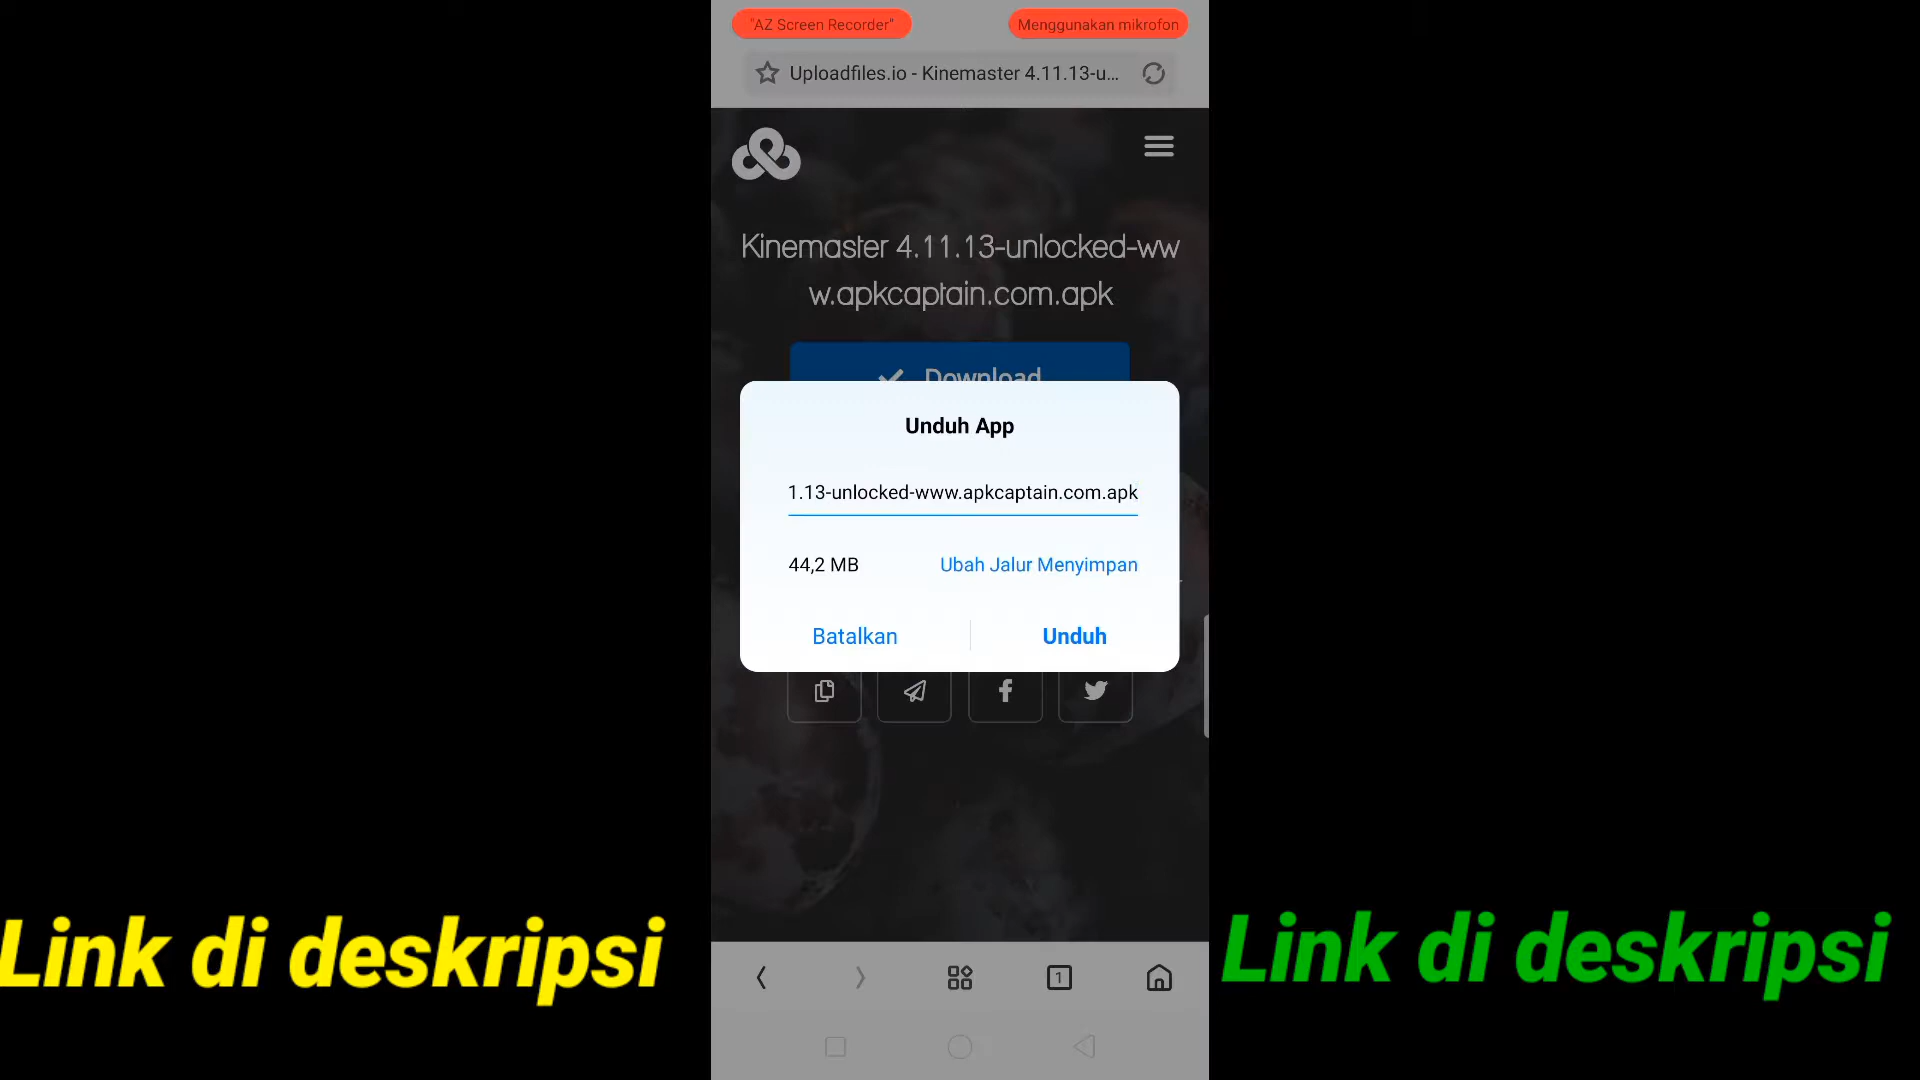 "AZ Screen Recorder"
Menggunakan mikrofon
Uploadfiles.io - Kinemaster 4.11.13-u...
Kinemaster 4.11.13-unlocked-ww
w.apkcaptain.com.apk
Download
Unduh App
1.13-unlocked-www.apkcaptain.com.apk
44,2 MB
Ubah Jalur Menyimpan
Batalkan
Unduh
Link di deskripsi
Link di deskripsi
1